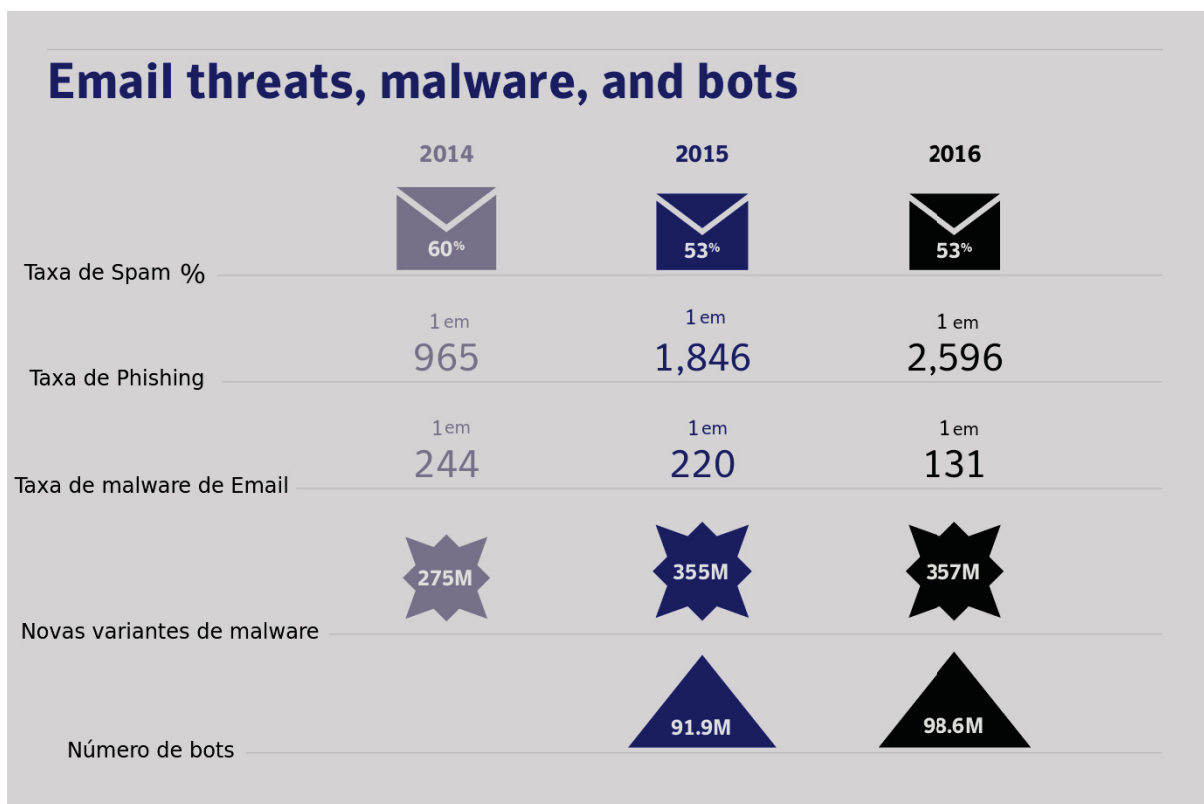 Email threats, malware, and bots
2014 2015 2016
60% 53% 53%
Taxa de Spam %
1 em 1 em 1 em
965 1,846 2,596
Taxa de Phishing
1 em 1 em 1 em
244 220 131
Taxa de malware de Email
275M 355M 357M
Novas variantes de malware
91.9M 98.6M
Número de bots